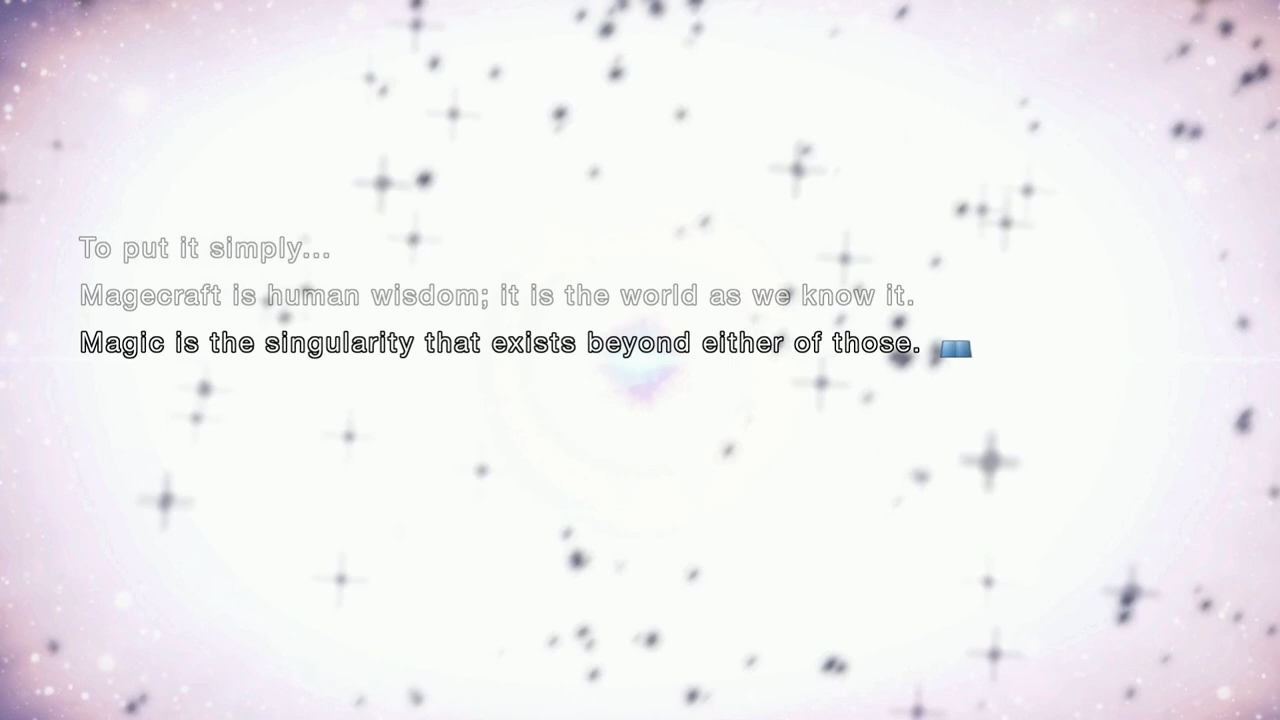 To put it simply...
Magecraft is human wisdom; it is the world as we know it.
Magic is the singularity that exists beyond either of those.